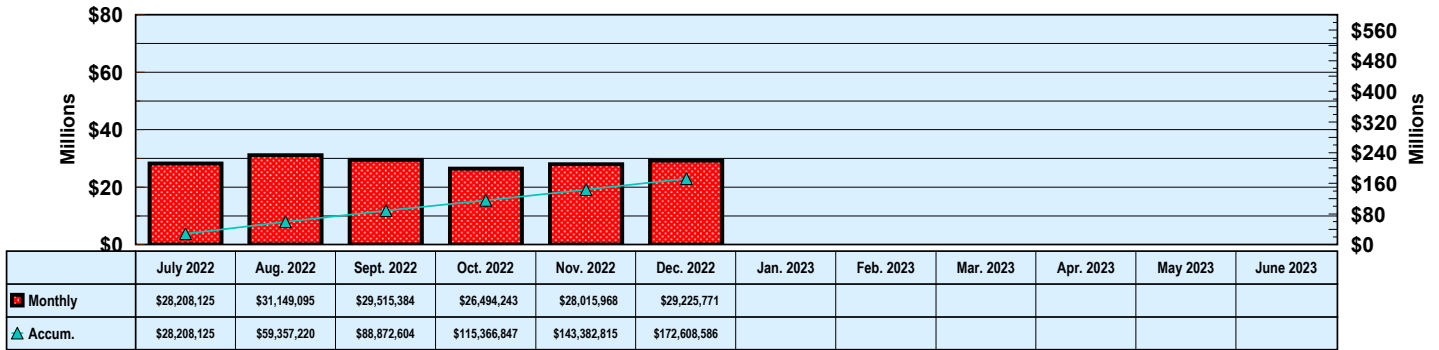 $80
$60
$40
$20
$0
Millions
$560
$480
$400
$320
$240
$160
$80
$0
Millions
July 2022 Aug. 2022 Sept. 2022 Oct. 2022 Nov. 2022 Dec. 2022 Jan. 2023 Feb. 2023 Mar. 2023 Apr. 2023 May 2023 June 2023
Monthly $28,208,125 $31,149,095 $29,515,384 $26,494,243 $28,015,968 $29,225,771
Accum. $28,208,125 $59,357,220 $88,872,604 $115,366,847 $143,382,815 $172,608,586